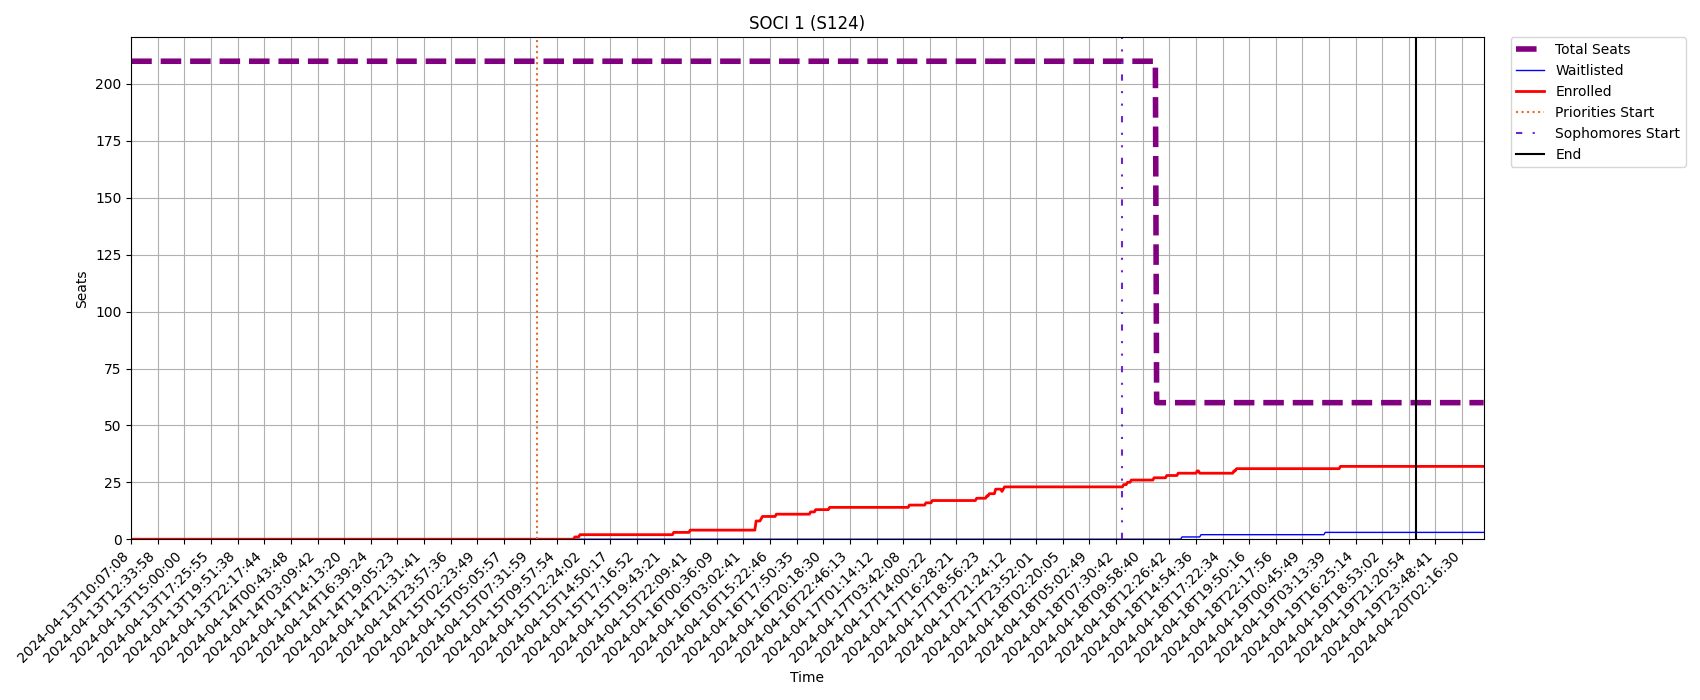 SOCI 1 (S124)
Total Seats
Waitlisted
Enrolled
Priorities Start
Sophomores Start
End
Seats
200
175
150
125
100
75
50
25
0
2024-04-13T10:07:08
2024-04-13T12:33:58
2024-04-13T15:00:00
2024-04-13T17:25:55
2024-04-13T19:51:38
2024-04-13T22:17:44
2024-04-14T00:43:48
2024-04-14T03:09:42
2024-04-14T14:13:20
2024-04-14T16:39:24
2024-04-14T19:05:23
2024-04-14T21:31:41
2024-04-14T23:57:36
2024-04-15T02:23:49
2024-04-15T05:05:57
2024-04-15T07:31:59
2024-04-15T09:57:54
2024-04-15T12:24:02
2024-04-15T14:50:17
2024-04-15T17:16:52
2024-04-15T19:43:21
2024-04-15T22:09:41
2024-04-16T00:36:09
2024-04-16T03:02:41
2024-04-16T15:22:46
2024-04-16T17:50:35
2024-04-16T20:18:30
2024-04-16T22:46:13
2024-04-17T01:14:12
2024-04-17T03:42:08
2024-04-17T14:00:22
2024-04-17T16:28:21
2024-04-17T18:56:23
2024-04-17T21:24:12
2024-04-17T23:52:01
2024-04-18T02:20:05
2024-04-18T05:02:49
2024-04-18T07:30:42
2024-04-18T09:58:40
2024-04-18T12:26:42
2024-04-18T14:54:36
2024-04-18T17:22:34
2024-04-18T19:50:16
2024-04-18T22:17:56
2024-04-19T00:45:49
2024-04-19T03:13:39
2024-04-19T16:25:14
2024-04-19T18:53:02
2024-04-19T21:20:54
2024-04-19T23:48:41
2024-04-20T02:16:30
Time